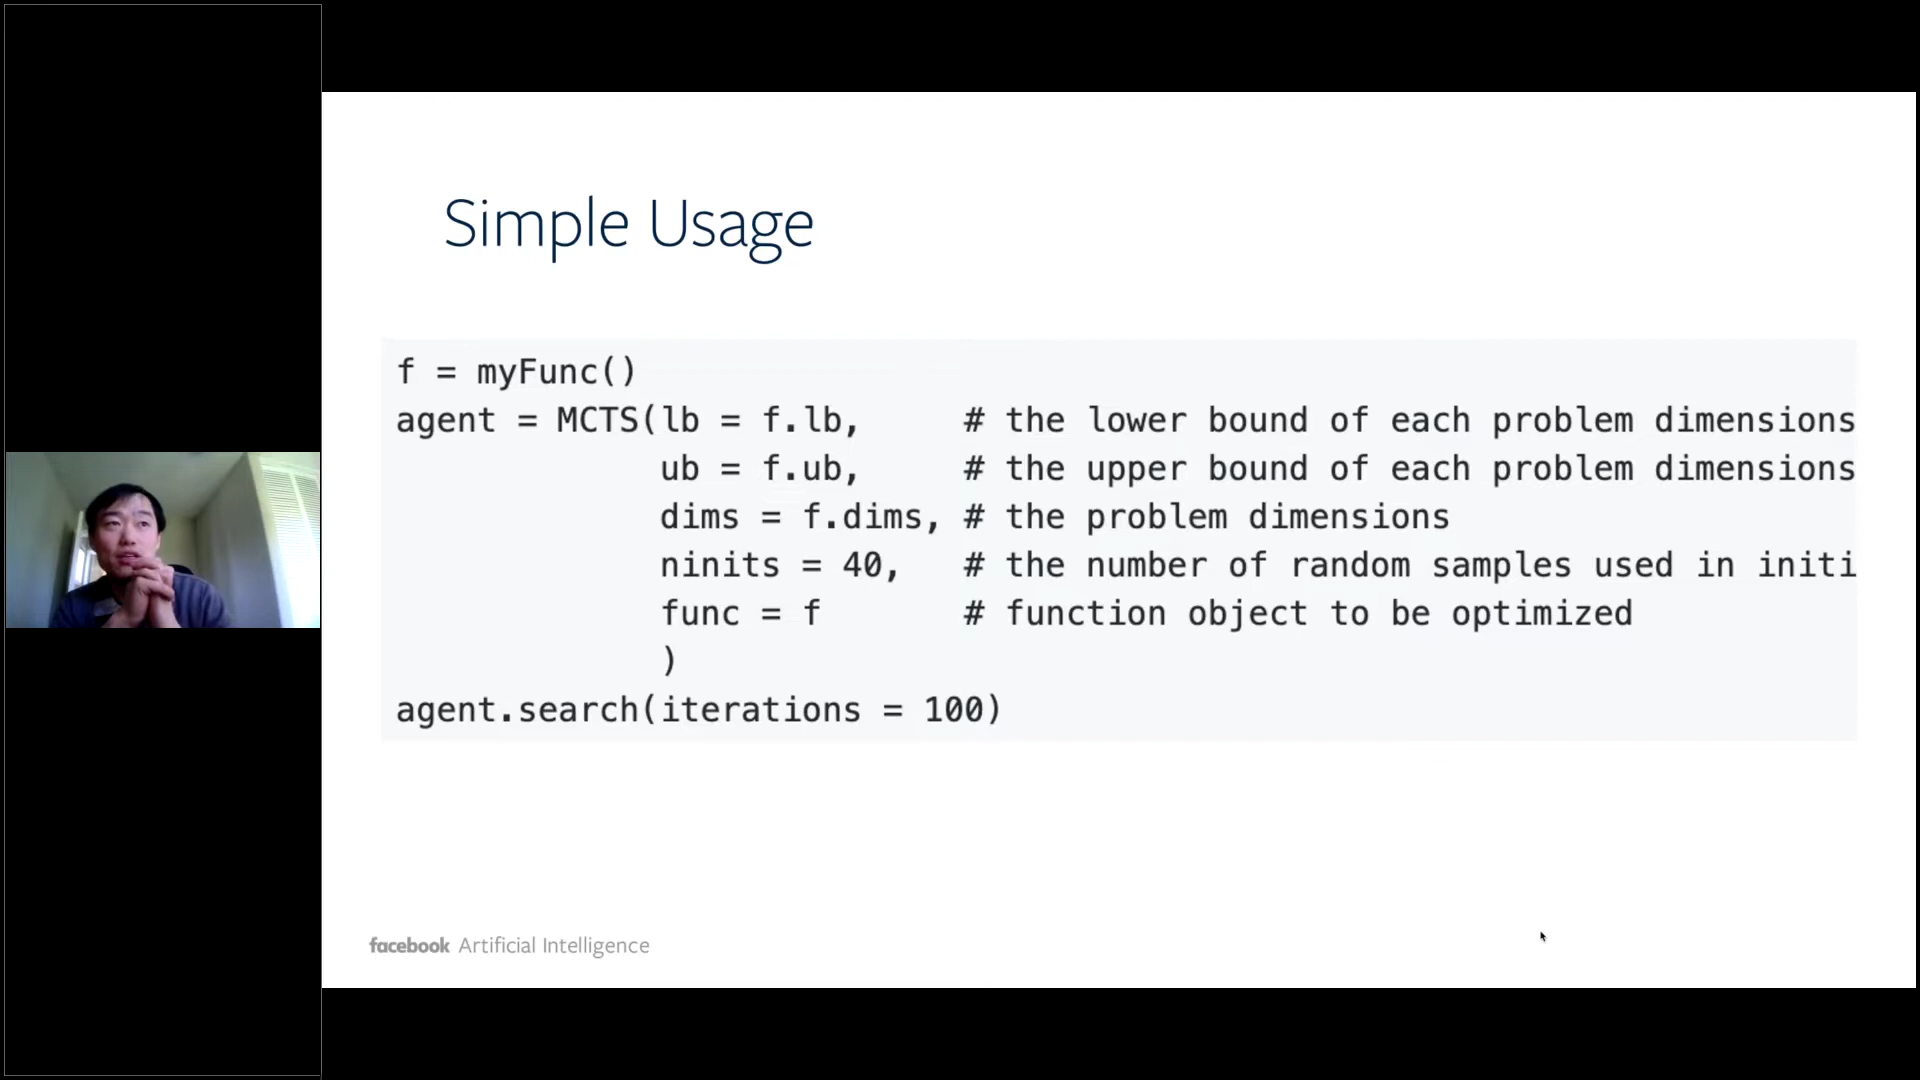 Simple Usage
f = myFunc()
agent = MCTS(lb = f.lb,     # the lower bound of each problem dimensions
             ub = f.ub,     # the upper bound of each problem dimensions
             dims = f.dims, # the problem dimensions
             ninits = 40,   # the number of random samples used in initi
             func = f       # function object to be optimized
             )
agent.search(iterations = 100)
facebook Artificial Intelligence